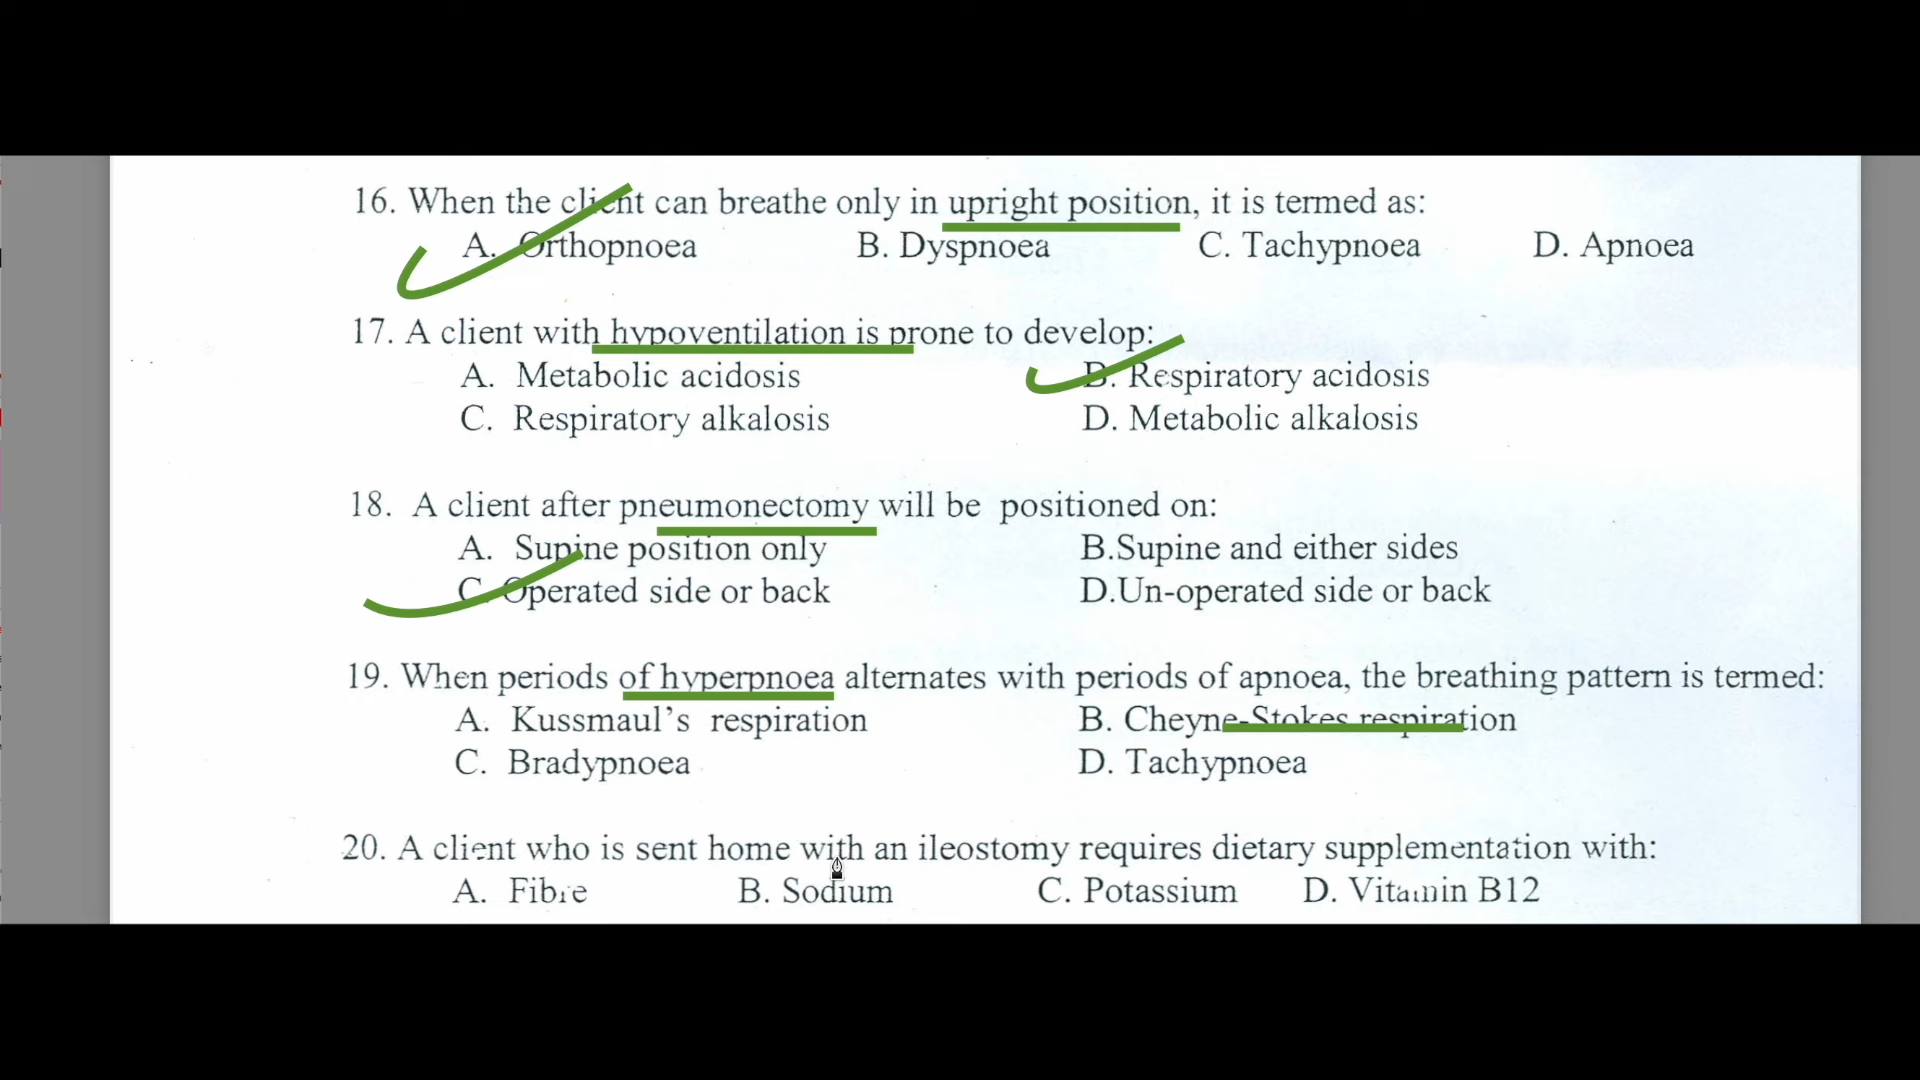 16. When the client can breathe only in upright position, it is termed as:
A. Orthopnoea B. Dyspnoea C. Tachypnoea D. Apnoea
17. A client with hypoventilation is prone to develop:
A. Metabolic acidosis B. Respiratory acidosis
C. Respiratory alkalosis D. Metabolic alkalosis
18. A client after pneumonectomy will be positioned on:
A. Supine position only B.Supine and either sides
C. Operated side or back D.Un-operated side or back
19. When periods of hyperpnoea alternates with periods of apnoea, the breathing pattern is termed:
A. Kussmaul's respiration B. Cheyne-Stokes respiration
C. Bradypnoea D. Tachypnoea
20. A client who is sent home with an ileostomy requires dietary supplementation with:
A. Fibre B. Sodium C. Potassium D. Vitamin B12